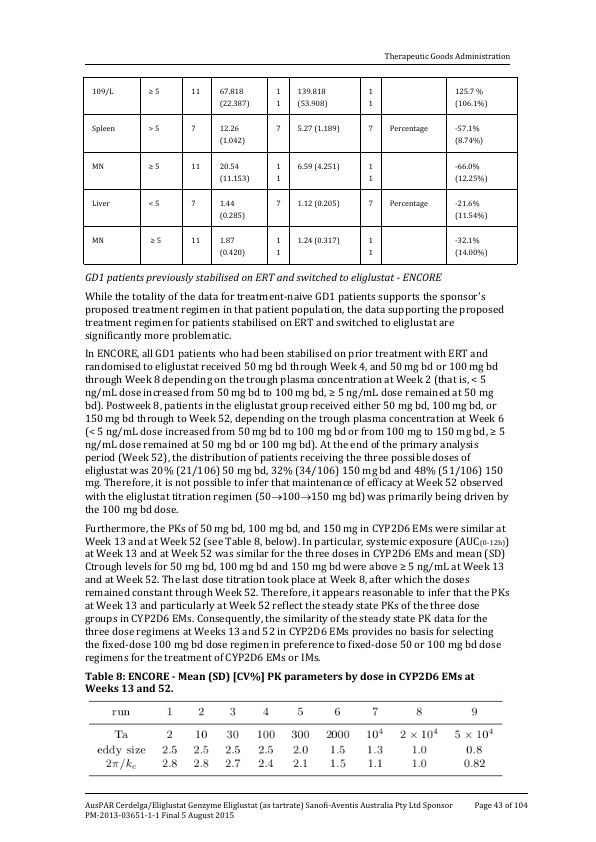 Therapeutic Goods Administration
109/L ≥ 5 11 67.818 (22.387) 11 139.818 (53.908) 11 125.7 % (106.1%)
Spleen > 5 7 12.26 (1.042) 7 5.27 (1.189) 7 Percentage -57.1% (8.74%)
MN ≥ 5 11 20.54 (11.153) 11 6.59 (4.251) 11 -66.0% (12.25%)
Liver < 5 7 1.44 (0.285) 7 1.12 (0.205) 7 Percentage -21.6% (11.54%)
MN ≥ 5 11 1.87 (0.420) 11 1.24 (0.317) 11 -32.1% (14.00%)
GD1 patients previously stabilised on ERT and switched to eliglustat - ENCORE
While the totality of the data for treatment-naive GD1 patients supports the sponsor's
proposed treatment regimen in that patient population, the data supporting the proposed
treatment regimen for patients stabilised on ERT and switched to eliglustat are
significantly more problematic.
In ENCORE, all GD1 patients who had been stabilised on prior treatment with ERT and
randomised to eliglustat received 50 mg bd through Week 4, and 50 mg bd or 100 mg bd
through Week 8 depending on the trough plasma concentration at Week 2 (that is, < 5
ng/mL dose increased from 50 mg bd to 100 mg bd, ≥ 5 ng/mL dose remained at 50 mg
bd). Postweek 8, patients in the eliglustat group received either 50 mg bd, 100 mg bd, or
150 mg bd through to Week 52, depending on the trough plasma concentration at Week 6
(< 5 ng/mL dose increased from 50 mg bd to 100 mg bd or from 100 mg to 150 mg bd, ≥ 5
ng/mL dose remained at 50 mg bd or 100 mg bd). At the end of the primary analysis
period (Week 52), the distribution of patients receiving the three possible doses of
eliglustat was 20% (21/106) 50 mg bd, 32% (34/106) 150 mg bd and 48% (51/106) 150
mg. Therefore, it is not possible to infer that maintenance of efficacy at Week 52 observed
with the eliglustat titration regimen (50→100→150 mg bd) was primarily being driven by
the 100 mg bd dose.
Furthermore, the PKs of 50 mg bd, 100 mg bd, and 150 mg in CYP2D6 EMs were similar at
Week 13 and at Week 52 (see Table 8, below). In particular, systemic exposure (AUC(0-12h))
at Week 13 and at Week 52 was similar for the three doses in CYP2D6 EMs and mean (SD)
Ctrough levels for 50 mg bd, 100 mg bd and 150 mg bd were above ≥ 5 ng/mL at Week 13
and at Week 52. The last dose titration took place at Week 8, after which the doses
remained constant through Week 52. Therefore, it appears reasonable to infer that the PKs
at Week 13 and particularly at Week 52 reflect the steady state PKs of the three dose
groups in CYP2D6 EMs. Consequently, the similarity of the steady state PK data for the
three dose regimens at Weeks 13 and 52 in CYP2D6 EMs provides no basis for selecting
the fixed-dose 100 mg bd dose regimen in preference to fixed-dose 50 or 100 mg bd dose
regimens for the treatment of CYP2D6 EMs or IMs.
Table 8: ENCORE - Mean (SD) [CV%] PK parameters by dose in CYP2D6 EMs at
Weeks 13 and 52.
run 1 2 3 4 5 6 7 8 9
Ta 2 10 30 100 300 2000 10⁴ 2 × 10⁴ 5 × 10⁴
eddy size 2.5 2.5 2.5 2.5 2.0 1.5 1.3 1.0 0.8
2π/k_c 2.8 2.8 2.7 2.4 2.1 1.5 1.1 1.0 0.82
AusPAR Cerdelga/Eliglustat Genzyme Eliglustat (as tartrate) Sanofi-Aventis Australia Pty Ltd Sponsor Page 43 of 104
PM-2013-03651-1-1 Final 5 August 2015